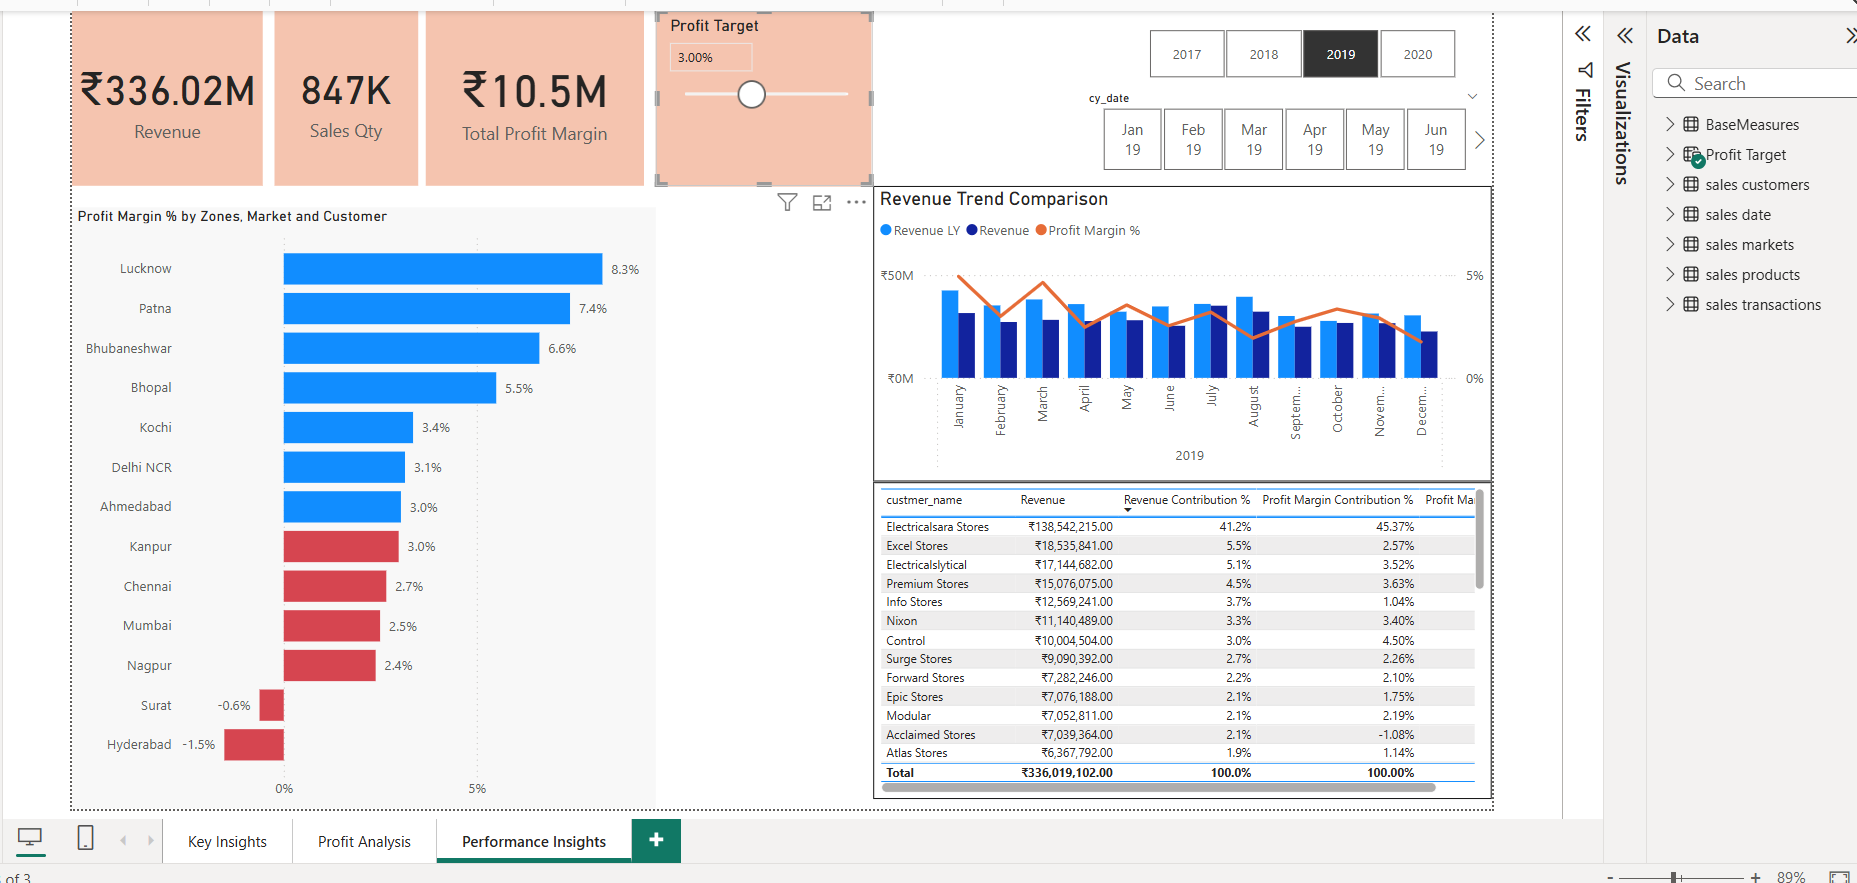 ₹336.02M
Revenue
847K
Sales Qty
₹10.5M
Total Profit Margin
Profit Target
3.00%
2017 2018 2019 2020
cy_date
Jan 19 Feb 19 Mar 19 Apr 19 May 19 Jun 19
Profit Margin % by Zones, Market and Customer
Lucknow 8.3%
Patna 7.4%
Bhubaneshwar 6.6%
Bhopal 5.5%
Kochi 3.4%
Delhi NCR 3.1%
Ahmedabad 3.0%
Kanpur 3.0%
Chennai 2.7%
Mumbai 2.5%
Nagpur 2.4%
Surat -0.6%
Hyderabad -1.5%
0% 5%
Revenue Trend Comparison
Revenue LY Revenue Profit Margin %
₹50M 5%
₹0M 0%
January February March April May June July August Septem... October Novem... Decem...
2019
custmer_name Revenue Revenue Contribution % Profit Margin Contribution % Profit Ma
Electricalsara Stores ₹138,542,215.00 41.2% 45.37%
Excel Stores ₹18,535,841.00 5.5% 2.57%
Electricalslytical ₹17,144,682.00 5.1% 3.52%
Premium Stores ₹15,076,075.00 4.5% 3.63%
Info Stores ₹12,569,241.00 3.7% 1.04%
Nixon ₹11,140,489.00 3.3% 3.40%
Control ₹10,004,504.00 3.0% 4.50%
Surge Stores ₹9,090,392.00 2.7% 2.26%
Forward Stores ₹7,282,246.00 2.2% 2.10%
Epic Stores ₹7,076,188.00 2.1% 1.75%
Modular ₹7,052,811.00 2.1% 2.19%
Acclaimed Stores ₹7,039,364.00 2.1% -1.08%
Atlas Stores ₹6,367,792.00 1.9% 1.14%
Total ₹336,019,102.00 100.0% 100.00%
Filters
Visualizations
Data
Search
BaseMeasures
Profit Target
sales customers
sales date
sales markets
sales products
sales transactions
Key Insights Profit Analysis Performance Insights
of 3
- + 89%